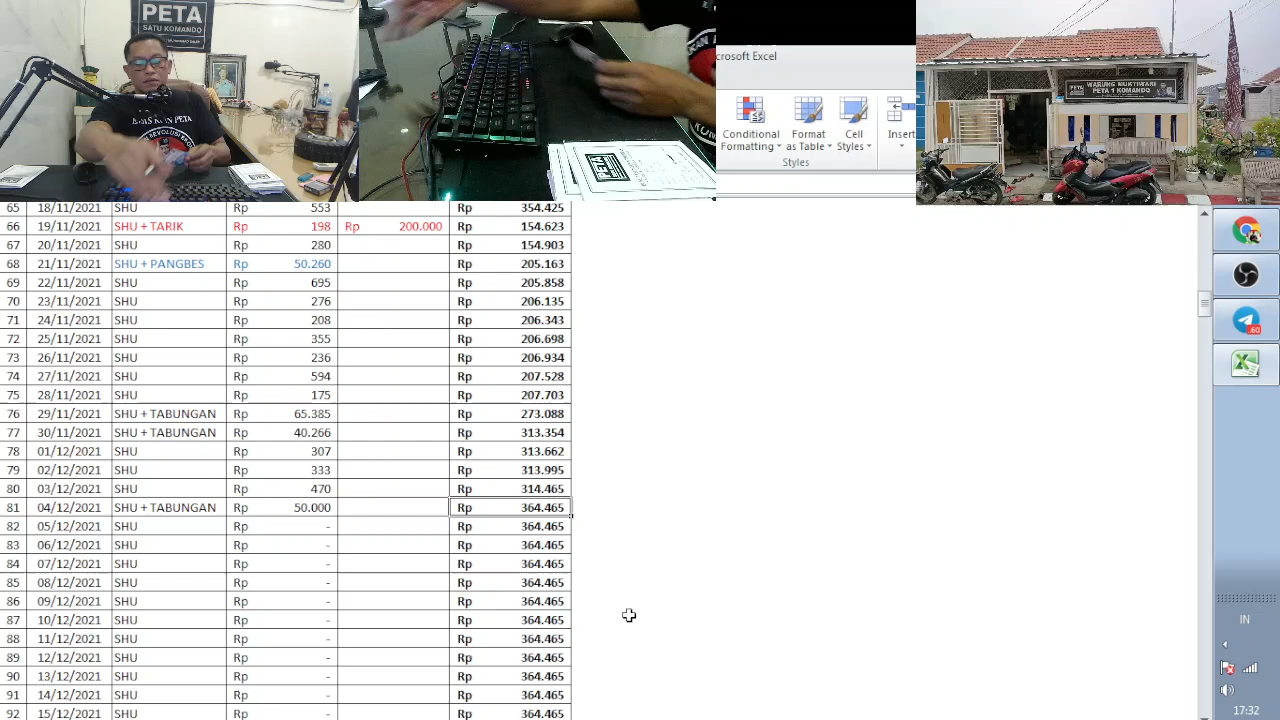 PETA
SATU KOMANDO
REVOLUSI
PETA
crosoft Excel
Conditional Formatting
Format as Table
Cell Styles
Insert
Styles
WARUNG MUKTIWARI
PETA 1 KOMANDO
65 18/11/2021 SHU Rp 553 Rp 354.425
66 19/11/2021 SHU + TARIK Rp 198 Rp 200.000 Rp 154.623
67 20/11/2021 SHU Rp 280 Rp 154.903
68 21/11/2021 SHU + PANGBES Rp 50.260 Rp 205.163
69 22/11/2021 SHU Rp 695 Rp 205.858
70 23/11/2021 SHU Rp 276 Rp 206.135
71 24/11/2021 SHU Rp 208 Rp 206.343
72 25/11/2021 SHU Rp 355 Rp 206.698
73 26/11/2021 SHU Rp 236 Rp 206.934
74 27/11/2021 SHU Rp 594 Rp 207.528
75 28/11/2021 SHU Rp 175 Rp 207.703
76 29/11/2021 SHU + TABUNGAN Rp 65.385 Rp 273.088
77 30/11/2021 SHU + TABUNGAN Rp 40.266 Rp 313.354
78 01/12/2021 SHU Rp 307 Rp 313.662
79 02/12/2021 SHU Rp 333 Rp 313.995
80 03/12/2021 SHU Rp 470 Rp 314.465
81 04/12/2021 SHU + TABUNGAN Rp 50.000 Rp 364.465
82 05/12/2021 SHU Rp - Rp 364.465
83 06/12/2021 SHU Rp - Rp 364.465
84 07/12/2021 SHU Rp - Rp 364.465
85 08/12/2021 SHU Rp - Rp 364.465
86 09/12/2021 SHU Rp - Rp 364.465
87 10/12/2021 SHU Rp - Rp 364.465
88 11/12/2021 SHU Rp - Rp 364.465
89 12/12/2021 SHU Rp - Rp 364.465
90 13/12/2021 SHU Rp - Rp 364.465
91 14/12/2021 SHU Rp - Rp 364.465
92 15/12/2021 SHU Rp - Rp 364.465
60
IN
17:32